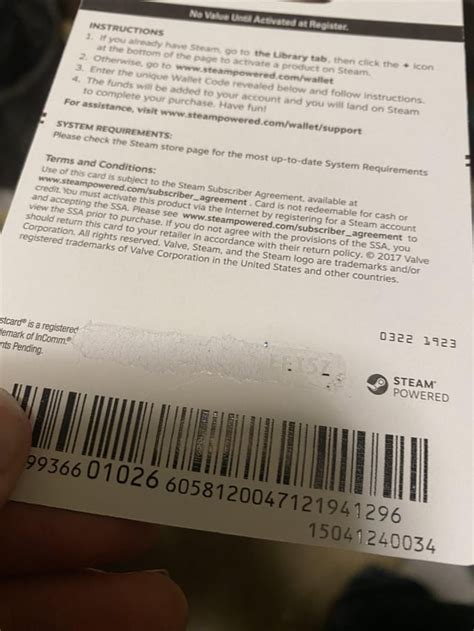 No Value Until Activated at Register.
INSTRUCTIONS
1. If you already have Steam, go to the Library tab, then click the + icon
at the bottom of the page to activate a product on Steam.
2. Otherwise, go to www.steampowered.com/wallet
3. Enter the unique Wallet Code revealed below and follow instructions.
4. The funds will be added to your account and you will land on Steam
to complete your purchase. Have fun!
For assistance, visit www.steampowered.com/wallet/support
SYSTEM REQUIREMENTS:
Please check the Steam store page for the most up-to-date System Requirements
Terms and Conditions:
Use of this card is subject to the Steam Subscriber Agreement, available at
www.steampowered.com/subscriber_agreement . Card is not redeemable for cash or
credit. You must activate this product via the Internet by registering for a Steam account
and accepting the SSA. Please see www.steampowered.com/subscriber_agreement to
view the SSA prior to purchase. If you do not agree with the provisions of the SSA, you
should return this card to your retailer in accordance with their return policy. © 2017 Valve
Corporation. All rights reserved. Valve, Steam, and the Steam logo are trademarks and/or
registered trademarks of Valve Corporation in the United States and other countries.
stcard® is a registered
emark of InComm.®
nts Pending.
0322 1923
STEAM™
POWERED
99366 01026 6058120047121941296
15041240034